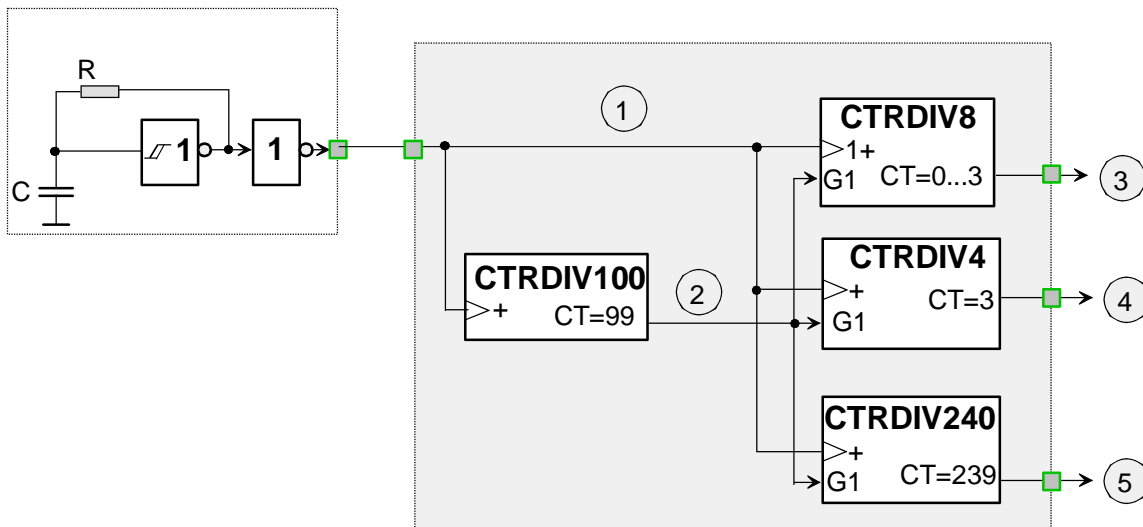 R
C
1
1
1
CTRDIV8
1+
G1
CT=0...3
3
CTRDIV100
+
CT=99
2
CTRDIV4
+
CT=3
G1
4
CTRDIV240
+
CT=239
G1
5